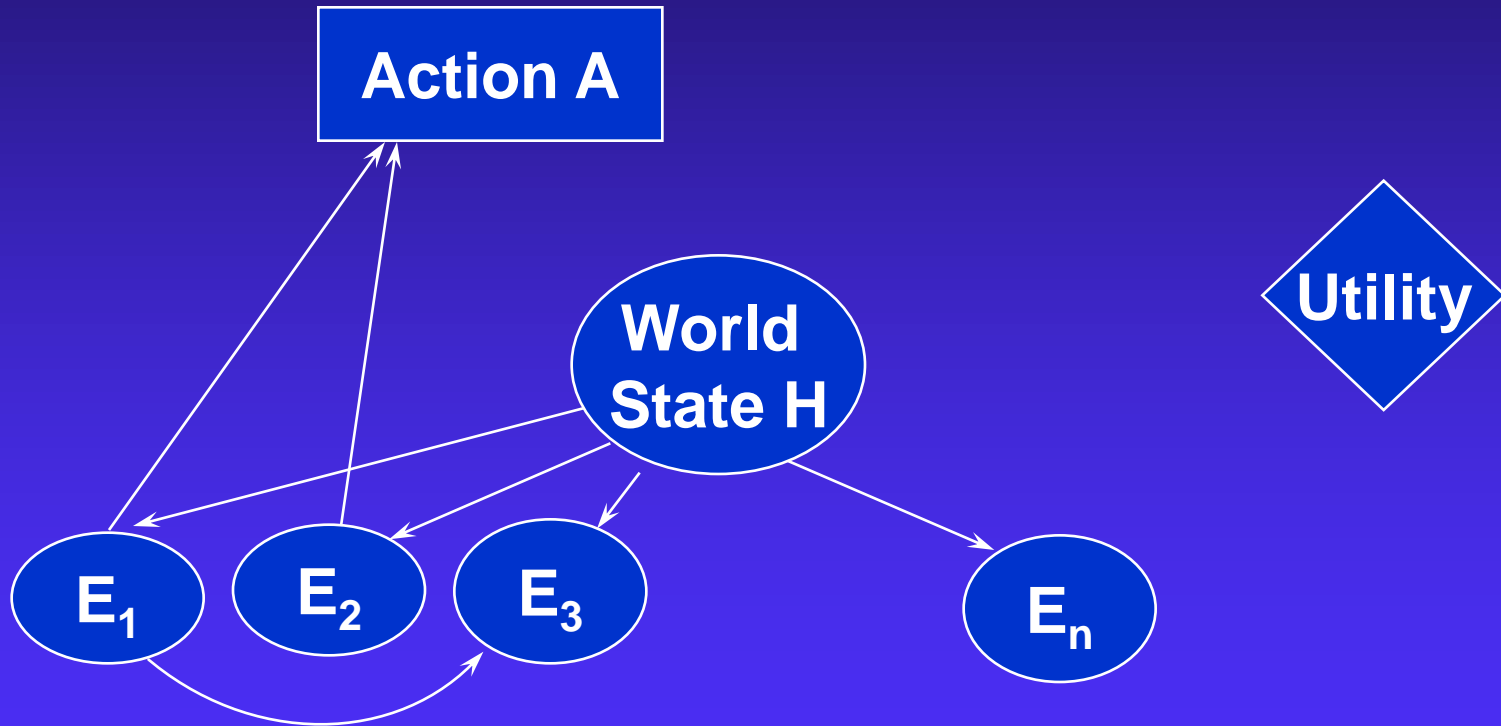 Action A
Utility
World
State H
E₁
E₂
E₃
Eₙ